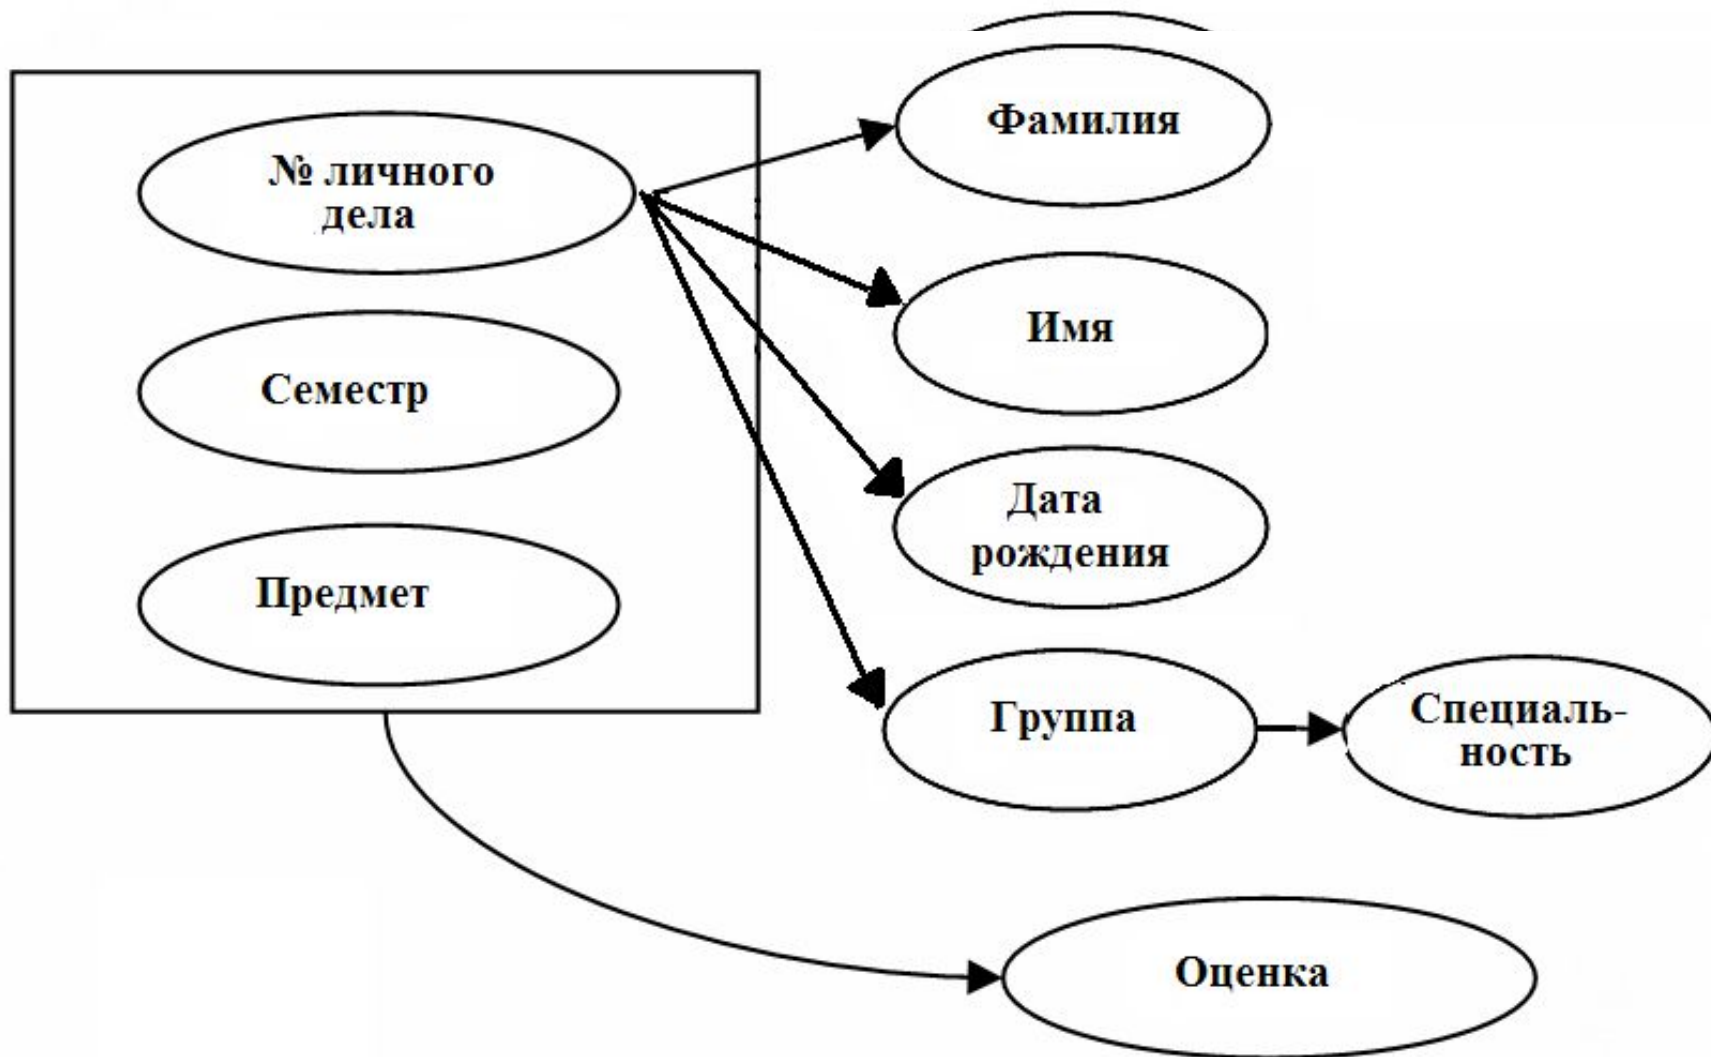 № личного
дела
Семестр
Предмет
Фамилия
Имя
Дата
рождения
Группа
Специаль-
ность
Оценка